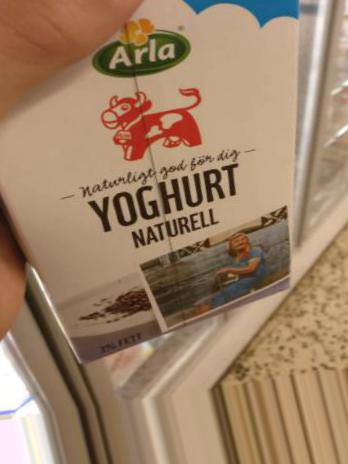 Arla
Naturligt god för dig
YOGHURT
NATURELL
3% FETT